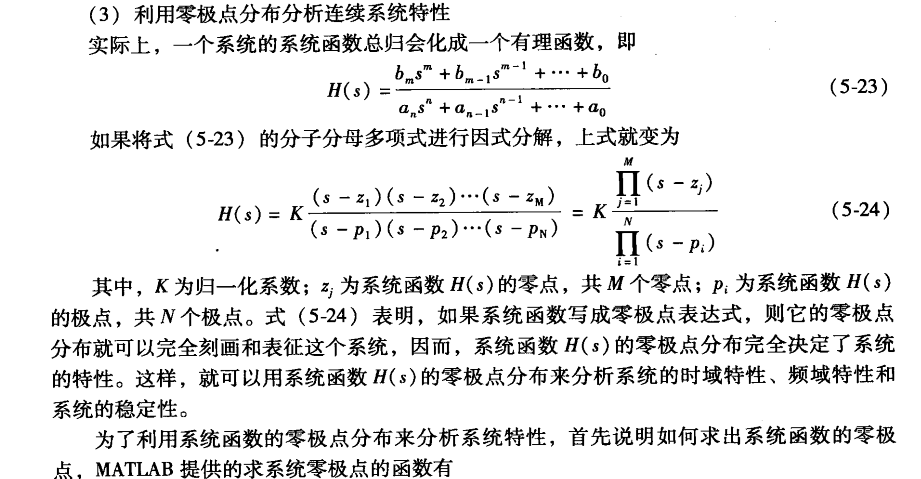 （3）利用零极点分布分析连续系统特性
实际上，一个系统的系统函数总归会化成一个有理函数，即
H(s) = \frac{b_m s^m + b_{m-1} s^{m-1} + \cdots + b_0}{a_n s^n + a_{n-1} s^{n-1} + \cdots + a_0} (5-23)
如果将式（5-23）的分子分母多项式进行因式分解，上式就变为
H(s) = K \frac{(s - z_1)(s - z_2)\cdots(s - z_M)}{(s - p_1)(s - p_2)\cdots(s - p_N)} = K \frac{\prod_{j=1}^{M}(s - z_j)}{\prod_{i=1}^{N}(s - p_i)} (5-24)
其中，K 为归一化系数；z_j 为系统函数 H(s)的零点，共 M 个零点；p_i 为系统函数 H(s)
的极点，共 N 个极点。式（5-24）表明，如果系统函数写成零极点表达式，则它的零极点
分布就可以完全刻画和表征这个系统，因而，系统函数 H(s)的零极点分布完全决定了系统
的特性。这样，就可以用系统函数 H(s)的零极点分布来分析系统的时域特性、频域特性和
系统的稳定性。
为了利用系统函数的零极点分布来分析系统特性，首先说明如何求出系统函数的零极
点，MATLAB 提供的求系统零极点的函数有